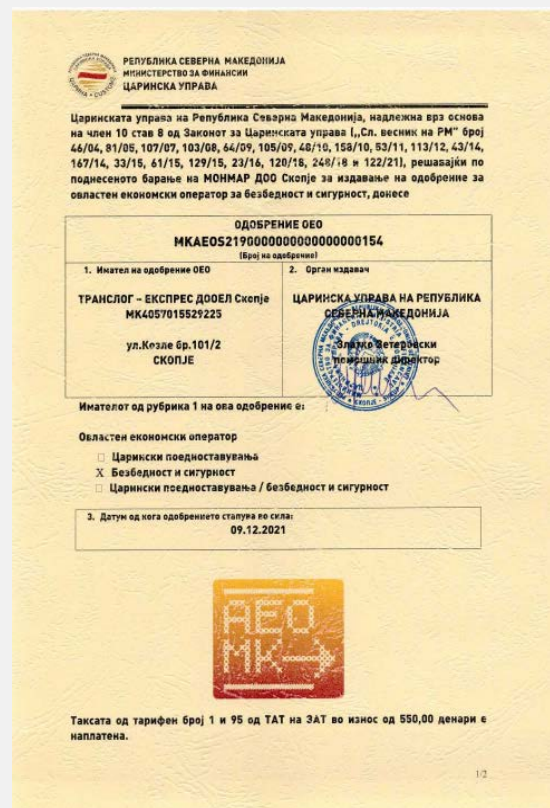 РЕПУБЛИКА СЕВЕРНА МАКЕДОНИЈА
МИНИСТЕРСТВО ЗА ФИНАНСИИ
ЦАРИНСКА УПРАВА
Царинската управа на Република Северна Македонија, надлежна врз основа
на член 10 став 8 од Законот за Царинската управа („Сл. весник на РМ" број
46/04, 81/05, 107/07, 103/08, 64/09, 105/09, 48/10, 158/10, 53/11, 113/12, 43/14,
167/14, 33/15, 61/15, 129/15, 23/16, 120/18, 248/18 и 122/21), решавајќи по
поднесеното барање на МОНМАР ДОО Скопје за издавање на одобрение за
овластен економски оператор за безбедност и сигурност, донесе
ОДОБРЕНИЕ ОЕО
MKAEOS2190000000000000000154
(Број на одобрение)
1. Имател на одобрение ОЕО
ТРАНСЛОГ – ЕКСПРЕС ДООЕЛ Скопје
МК4057015529225
ул.Козле бр.101/2
СКОПЈЕ
2. Орган издавач
ЦАРИНСКА УПРАВА НА РЕПУБЛИКА
СЕВЕРНА МАКЕДОНИЈА
Златко Ветеровски
помошник директор
Имателот од рубрика 1 на ова одобрение е:
Овластен економски оператор
Царински поедноставувања
X Безбедност и сигурност
Царински поедноставувања / безбедност и сигурност
3. Датум од кога одобрението стапува во сила:
09.12.2021
AEO
MK
Таксата од тарифен број 1 и 95 од ТАТ на ЗАТ во износ од 550,00 денари е
наплатена.
1/2